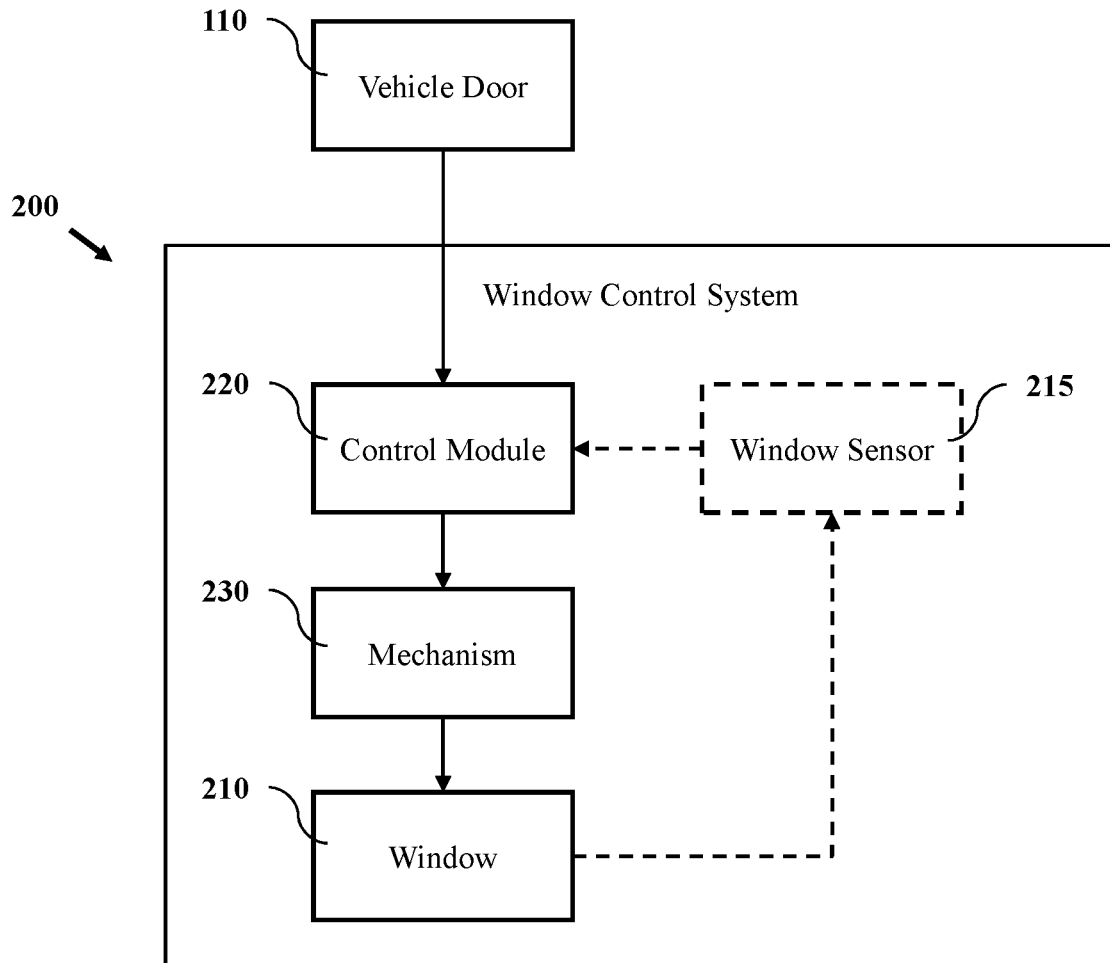 110
Vehicle Door
200
Window Control System
220
215
Control Module
Window Sensor
230
Mechanism
210
Window